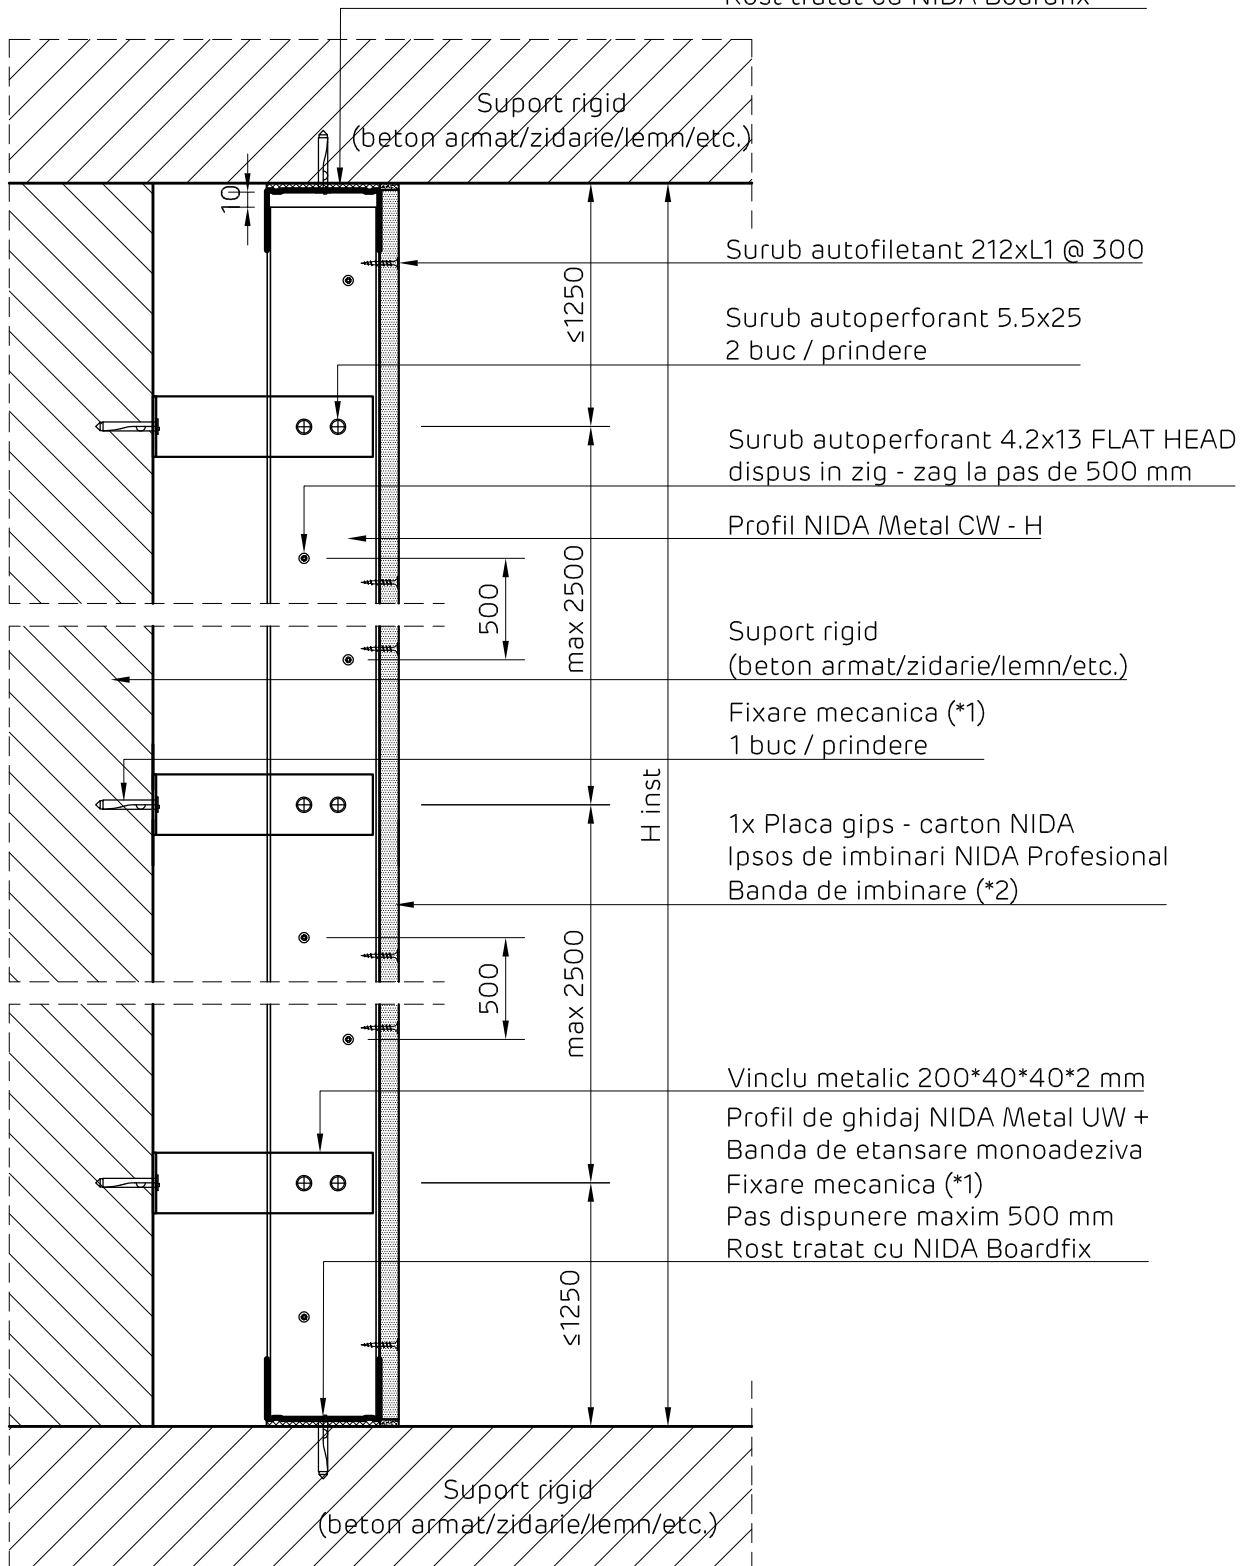 Rost tratat cu NIDA Boardfix
Suport rigid
(beton armat/zidarie/lemn/etc.)
10
≤1250
Surub autofiletant 212xL1 @ 300
Surub autoperforant 5.5x25
2 buc / prindere
Surub autoperforant 4.2x13 FLAT HEAD
dispus in zig - zag la pas de 500 mm
Profil NIDA Metal CW - H
max 2500
500
Suport rigid
(beton armat/zidarie/lemn/etc.)
Fixare mecanica (*1)
1 buc / prindere
H inst
1x Placa gips - carton NIDA
Ipsos de imbinari NIDA Profesional
Banda de imbinare (*2)
max 2500
500
Vinclu metalic 200*40*40*2 mm
Profil de ghidaj NIDA Metal UW +
Banda de etansare monoadeziva
Fixare mecanica (*1)
Pas dispunere maxim 500 mm
Rost tratat cu NIDA Boardfix
≤1250
Suport rigid
(beton armat/zidarie/lemn/etc.)